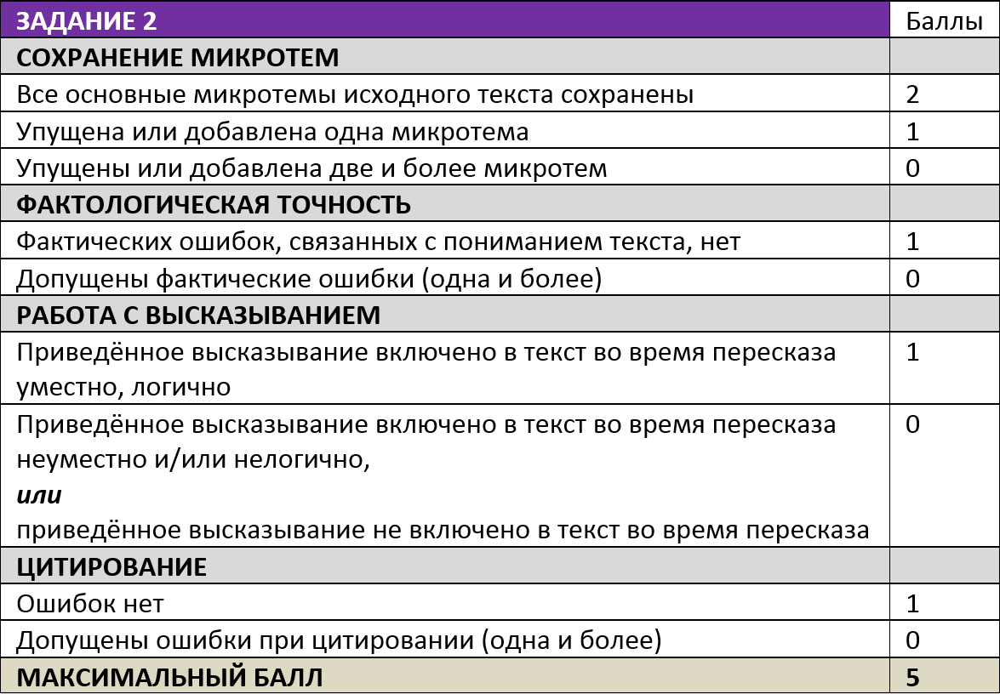 ЗАДАНИЕ 2 Баллы
СОХРАНЕНИЕ МИКРОТЕМ
Все основные микротемы исходного текста сохранены 2
Упущена или добавлена одна микротема 1
Упущены или добавлена две и более микротем 0
ФАКТОЛОГИЧЕСКАЯ ТОЧНОСТЬ
Фактических ошибок, связанных с пониманием текста, нет 1
Допущены фактические ошибки (одна и более) 0
РАБОТА С ВЫСКАЗЫВАНИЕМ
Приведённое высказывание включено в текст во время пересказа 1
уместно, логично
Приведённое высказывание включено в текст во время пересказа 0
неуместно и/или нелогично,
или
приведённое высказывание не включено в текст во время пересказа
ЦИТИРОВАНИЕ
Ошибок нет 1
Допущены ошибки при цитировании (одна и более) 0
МАКСИМАЛЬНЫЙ БАЛЛ 5